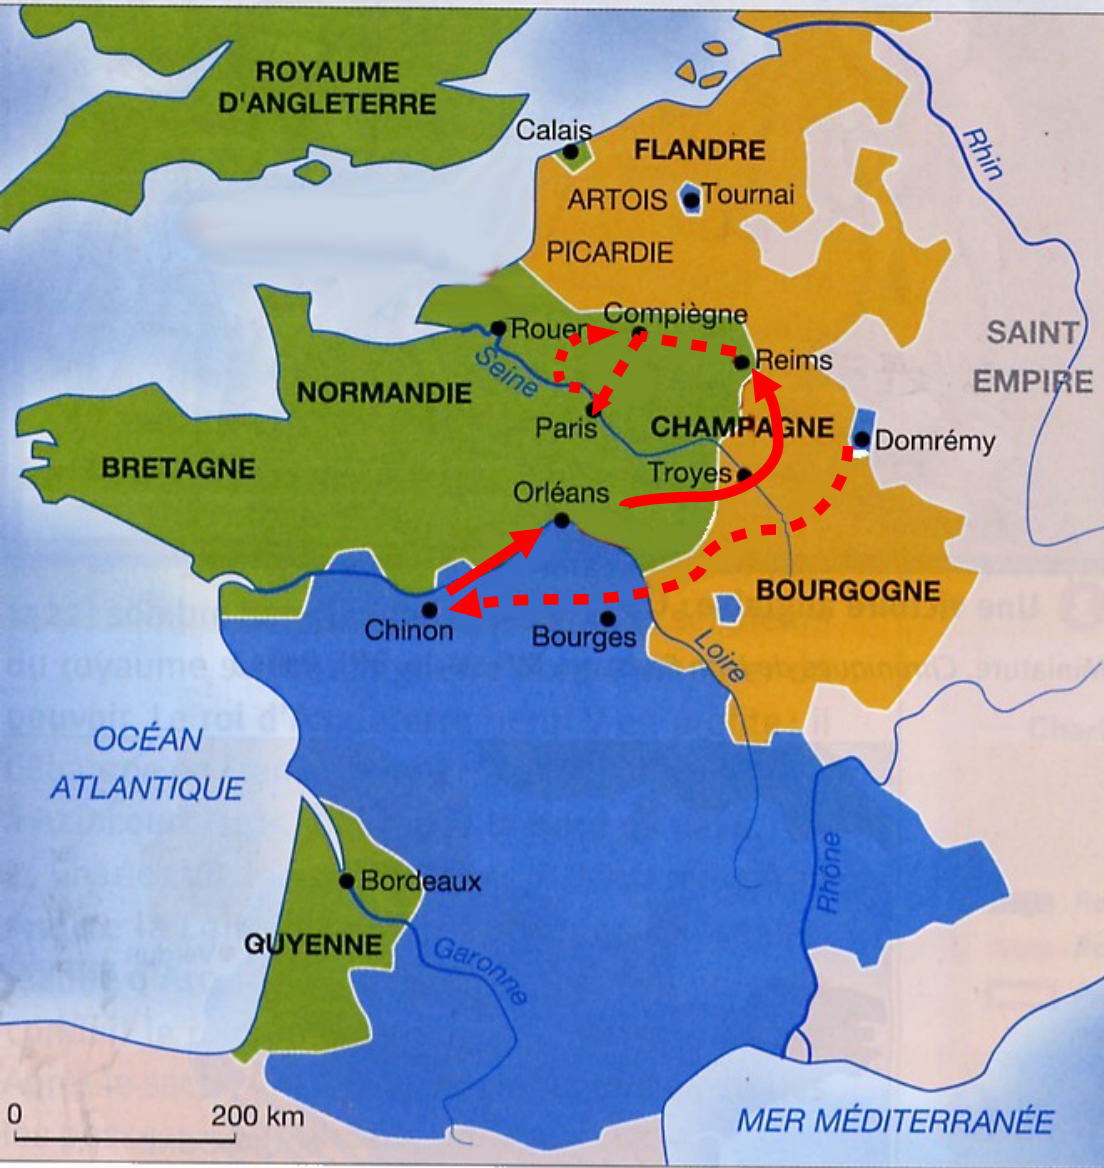 ROYAUME
D'ANGLETERRE
Calais
FLANDRE
Rhin
ARTOIS
Tournai
PICARDIE
Compiègne
Rouen
SAINT
EMPIRE
Reims
Seine
NORMANDIE
Paris
CHAMPAGNE
Domrémy
BRETAGNE
Troyes
Orléans
BOURGOGNE
Chinon
Bourges
Loire
OCÉAN
ATLANTIQUE
Rhône
Bordeaux
GUYENNE
Garonne
0 200 km
MER MÉDITERRANÉE